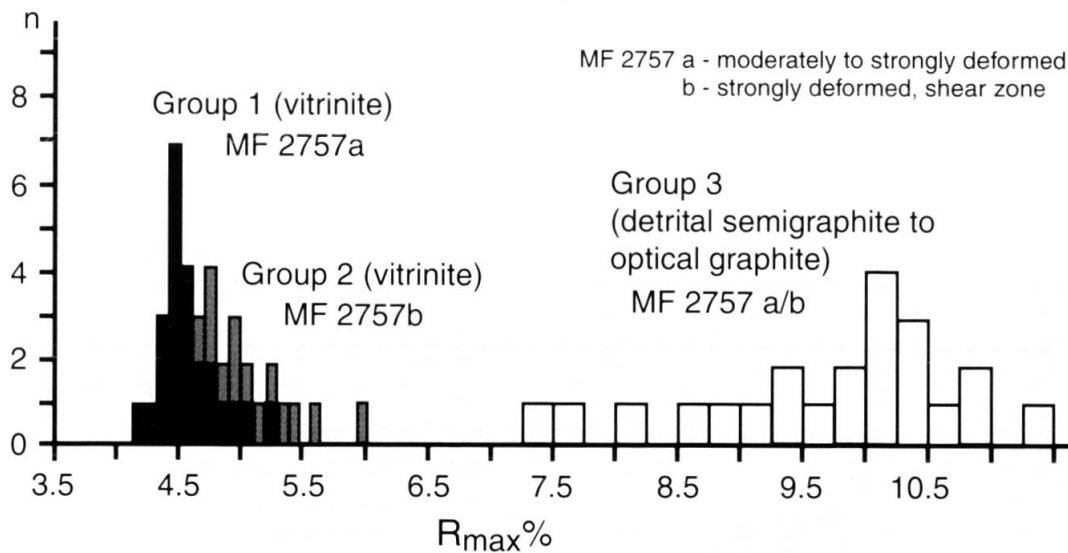 n
MF 2757 a - moderately to strongly deformed
b - strongly deformed, shear zone
8
Group 1 (vitrinite)
MF 2757a
6
Group 3
(detrital semigraphite to
optical graphite)
MF 2757 a/b
4
Group 2 (vitrinite)
MF 2757b
2
0
3.5 4.5 5.5 6.5 7.5 8.5 9.5 10.5
Rmax%